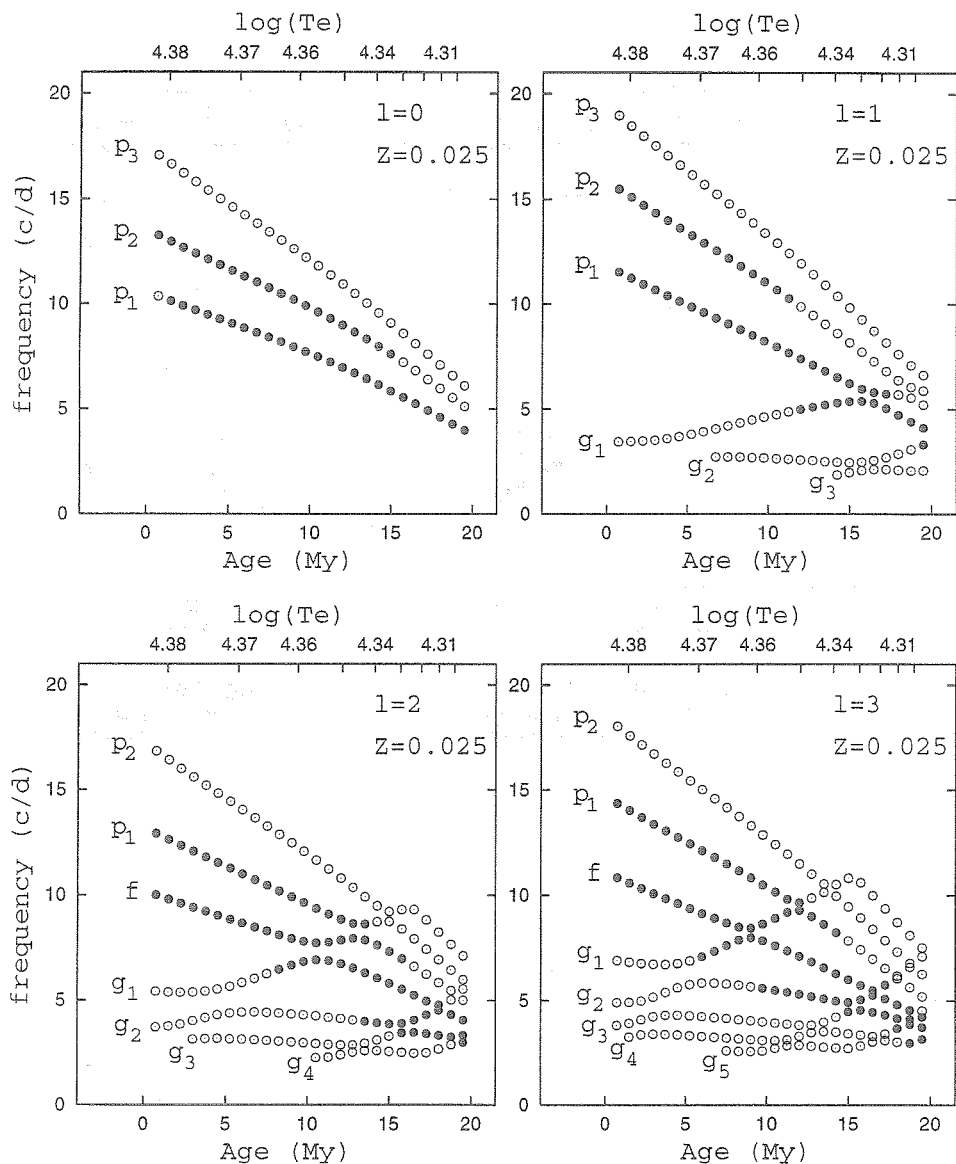 log(Te)
4.38 4.37 4.36 4.34 4.31
l=0
Z=0.025
p3
p2
p1
frequency (c/d)
20
15
10
5
0
0 5 10 15 20
Age (My)
log(Te)
4.38 4.37 4.36 4.34 4.31
l=1
Z=0.025
p3
p2
p1
g1
g2
g3
20
15
10
5
0
0 5 10 15 20
Age (My)
log(Te)
4.38 4.37 4.36 4.34 4.31
l=2
Z=0.025
p2
p1
f
g1
g2
g3
g4
frequency (c/d)
20
15
10
5
0
0 5 10 15 20
Age (My)
log(Te)
4.38 4.37 4.36 4.34 4.31
l=3
Z=0.025
p2
p1
f
g1
g2
g3
g4
g5
20
15
10
5
0
0 5 10 15 20
Age (My)